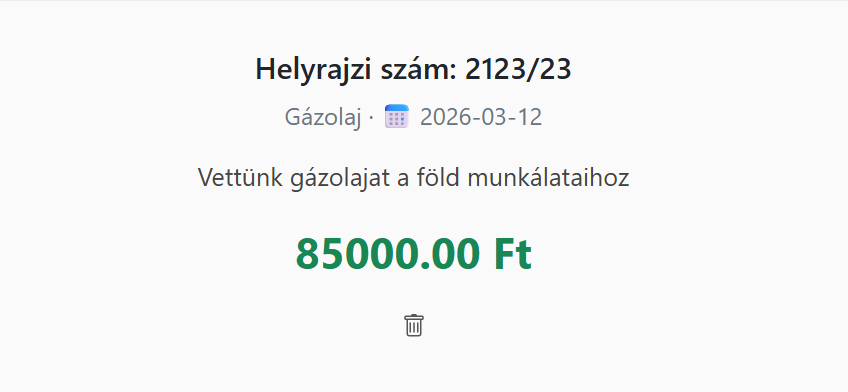 Helyrajzi szám: 2123/23
Gázolaj · 2026-03-12
Vettünk gázolajat a föld munkálataihoz
85000.00 Ft